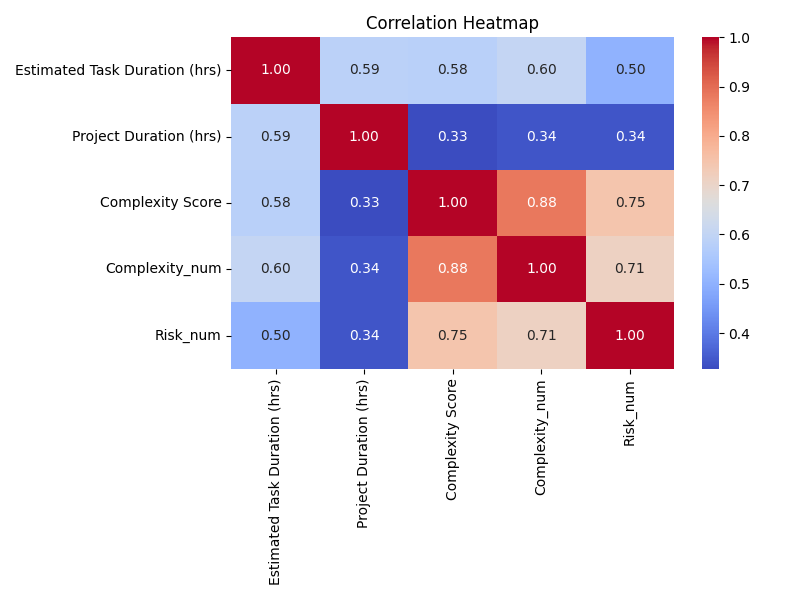 Correlation Heatmap
Estimated Task Duration (hrs) 1.00 0.59 0.58 0.60 0.50
Project Duration (hrs) 0.59 1.00 0.33 0.34 0.34
Complexity Score 0.58 0.33 1.00 0.88 0.75
Complexity_num 0.60 0.34 0.88 1.00 0.71
Risk_num 0.50 0.34 0.75 0.71 1.00
Estimated Task Duration (hrs)
Project Duration (hrs)
Complexity Score
Complexity_num
Risk_num
1.0
0.9
0.8
0.7
0.6
0.5
0.4